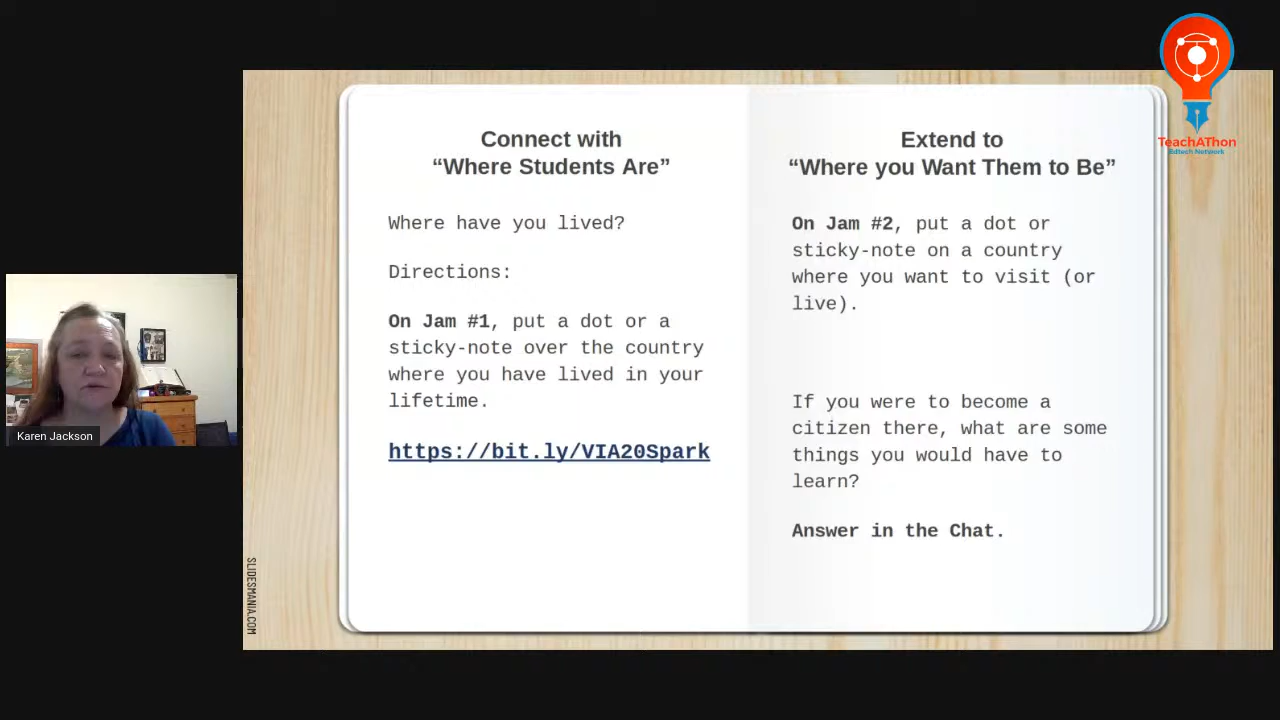 TeachAThon
Edtech Network
Connect with
“Where Students Are”
Where have you lived?
Directions:
On Jam #1, put a dot or a
sticky-note over the country
where you have lived in your
lifetime.
https://bit.ly/VIA20Spark
Extend to
“Where you Want Them to Be”
On Jam #2, put a dot or
sticky-note on a country
where you want to visit (or
live).
If you were to become a
citizen there, what are some
things you would have to
learn?
Answer in the Chat.
Karen Jackson
SLIDESMANIA.COM